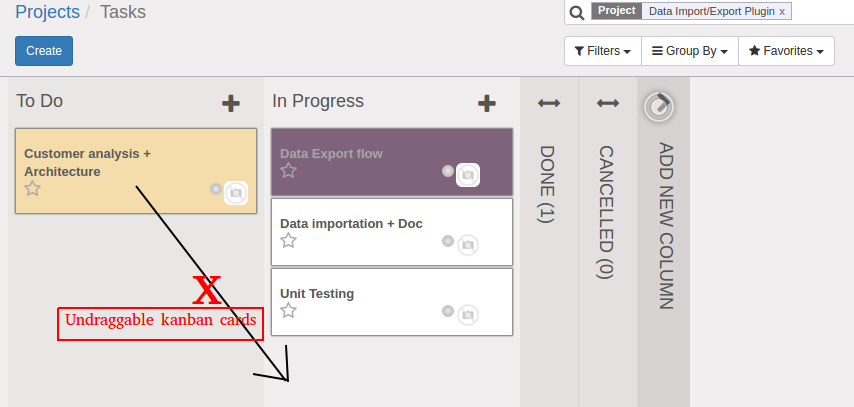 Projects / Tasks
Project Data Import/Export Plugin x
Create
Filters Group By Favorites
To Do
In Progress
Customer analysis +
Architecture
Data Export flow
Data importation + Doc
Unit Testing
DONE (1)
CANCELLED (0)
ADD NEW COLUMN
X
Undraggable kanban cards